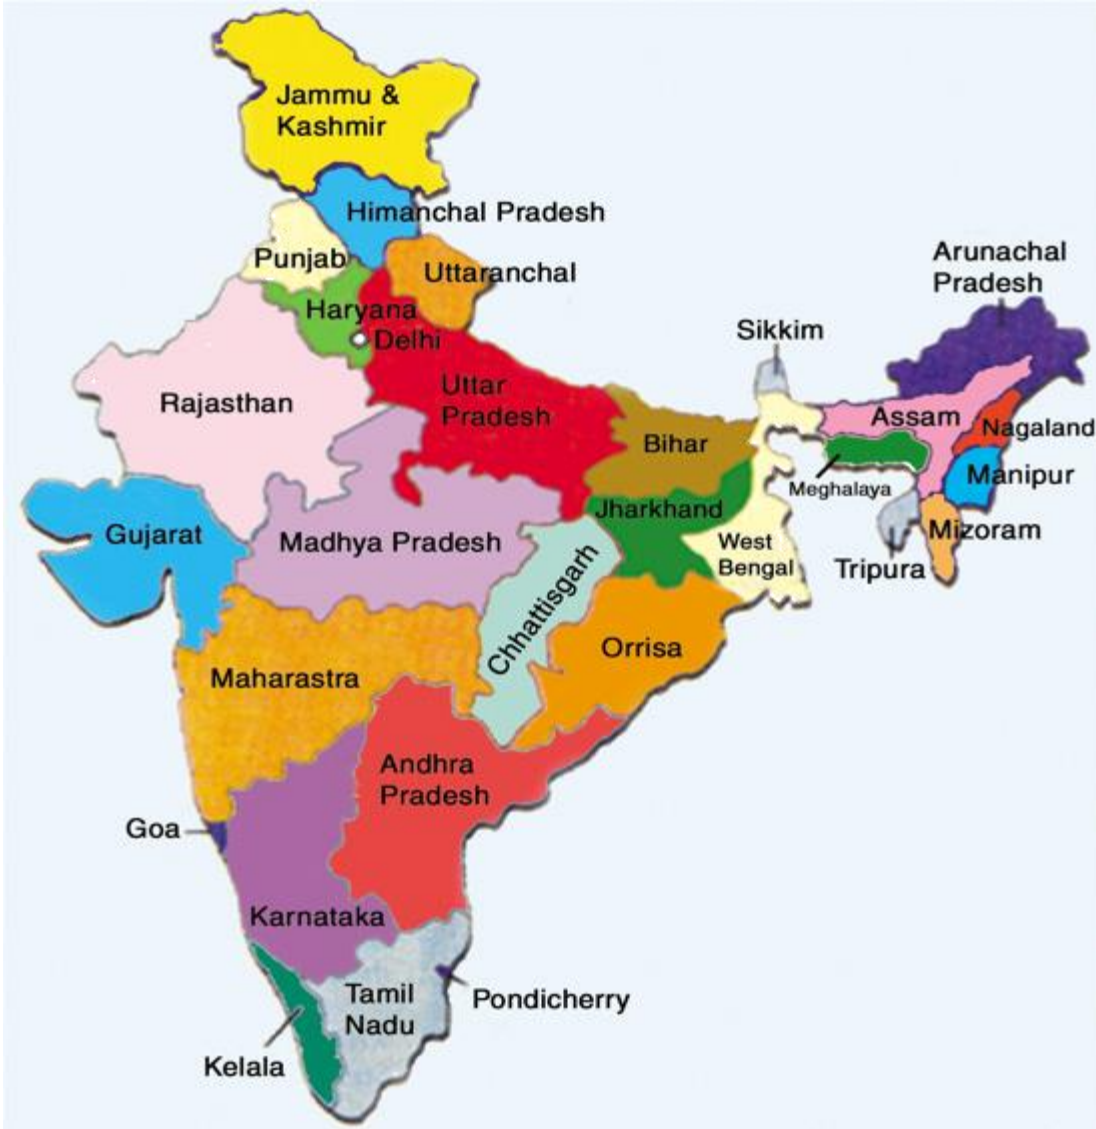 Jammu &
Kashmir
Himanchal Pradesh
Punjab
Uttaranchal
Arunachal
Pradesh
Haryana
Delhi
Sikkim
Uttar
Pradesh
Rajasthan
Assam
Nagaland
Bihar
Manipur
Meghalaya
Jharkhand
Gujarat
Madhya Pradesh
West
Bengal
Mizoram
Tripura
Chhattisgarh
Orrisa
Maharastra
Andhra
Pradesh
Goa
Karnataka
Tamil
Nadu
Pondicherry
Kelala